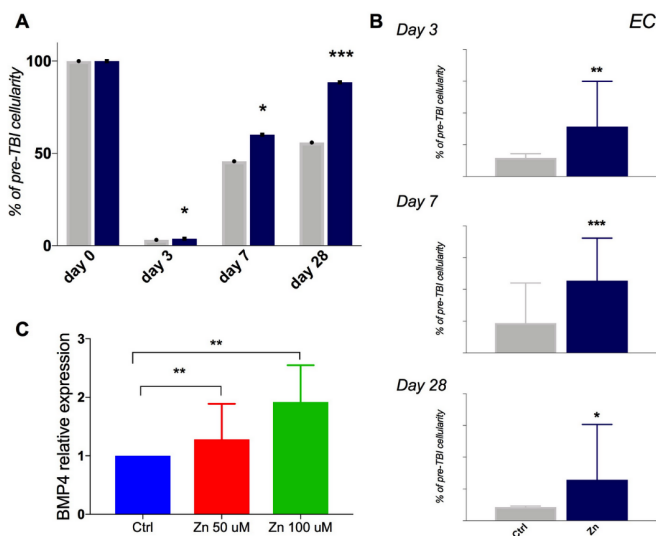 A
% of pre-TBI cellularity
100
50
0
*
*
***
day 0
day 3
day 7
day 28
B
EC
Day 3
% of pre-TBI cellularity
**
Day 7
% of pre-TBI cellularity
***
Day 28
% of pre-TBI cellularity
*
Ctrl
Zn
C
BMP4 relative expression
3
2
1
0
**
**
Ctrl
Zn 50 uM
Zn 100 uM